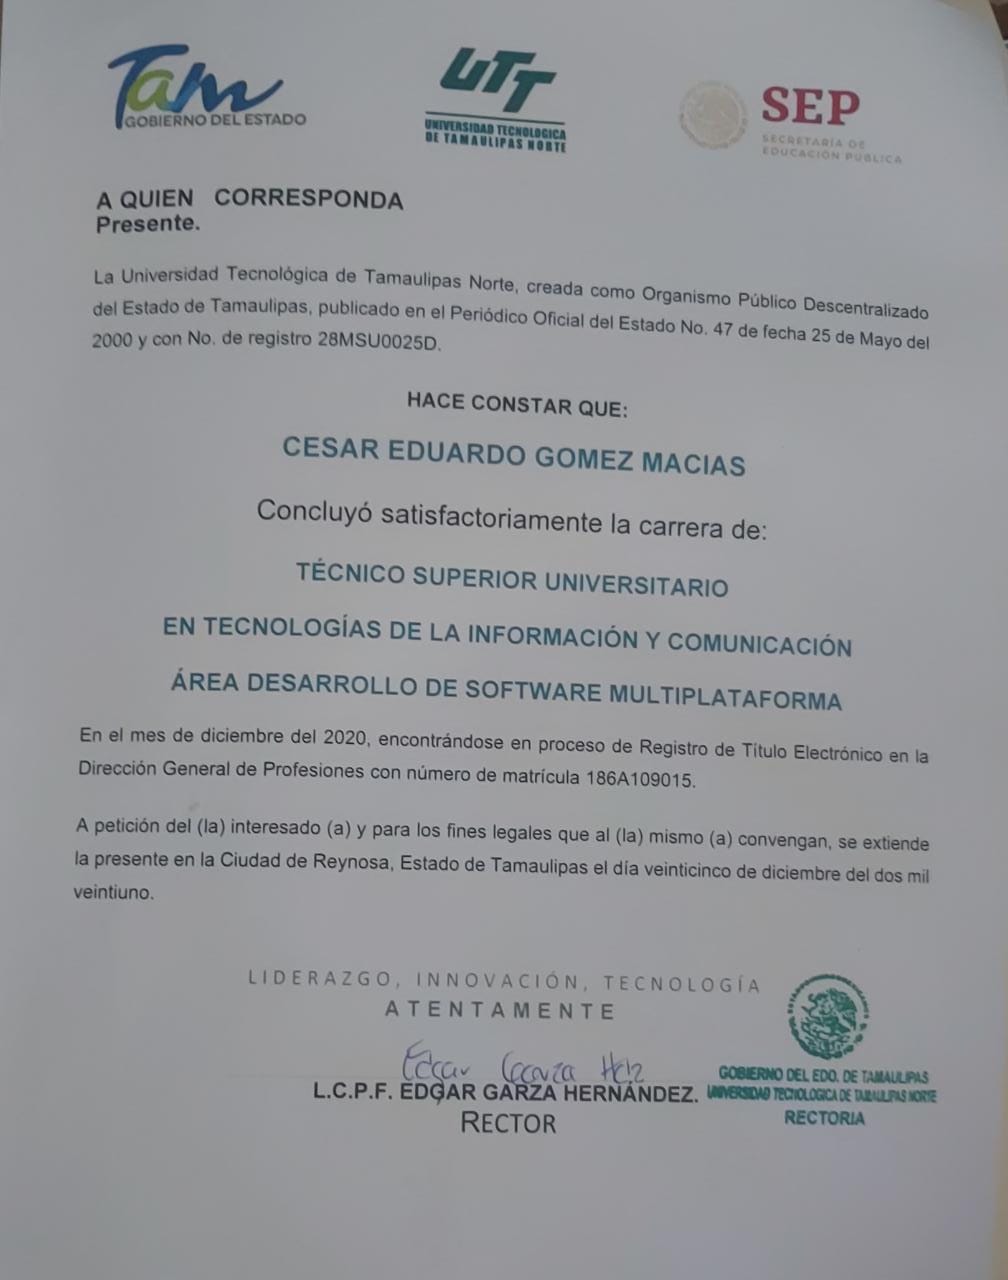 Tam
GOBIERNO DEL ESTADO
UTT
UNIVERSIDAD TECNOLOGICA
DE TAMAULIPAS NORTE
SEP
SECRETARÍA DE
EDUCACIÓN PÚBLICA
A QUIEN CORRESPONDA
Presente.
La Universidad Tecnológica de Tamaulipas Norte, creada como Organismo Público Descentralizado
del Estado de Tamaulipas, publicado en el Periódico Oficial del Estado No. 47 de fecha 25 de Mayo del
2000 y con No. de registro 28MSU0025D.
HACE CONSTAR QUE:
CESAR EDUARDO GOMEZ MACIAS
Concluyó satisfactoriamente la carrera de:
TÉCNICO SUPERIOR UNIVERSITARIO
EN TECNOLOGÍAS DE LA INFORMACIÓN Y COMUNICACIÓN
ÁREA DESARROLLO DE SOFTWARE MULTIPLATAFORMA
En el mes de diciembre del 2020, encontrándose en proceso de Registro de Título Electrónico en la
Dirección General de Profesiones con número de matrícula 186A109015.
A petición del (la) interesado (a) y para los fines legales que al (la) mismo (a) convengan, se extiende
la presente en la Ciudad de Reynosa, Estado de Tamaulipas el día veinticinco de diciembre del dos mil
veintiuno.
LIDERAZGO, INNOVACIÓN, TECNOLOGÍA
ATENTAMENTE
Edgar Garza Hdz
L.C.P.F. EDGAR GARZA HERNÁNDEZ.
RECTOR
GOBIERNO DEL EDO. DE TAMAULIPAS
UNIVERSIDAD TECNOLOGICA DE TAMAULIPAS NORTE
RECTORIA